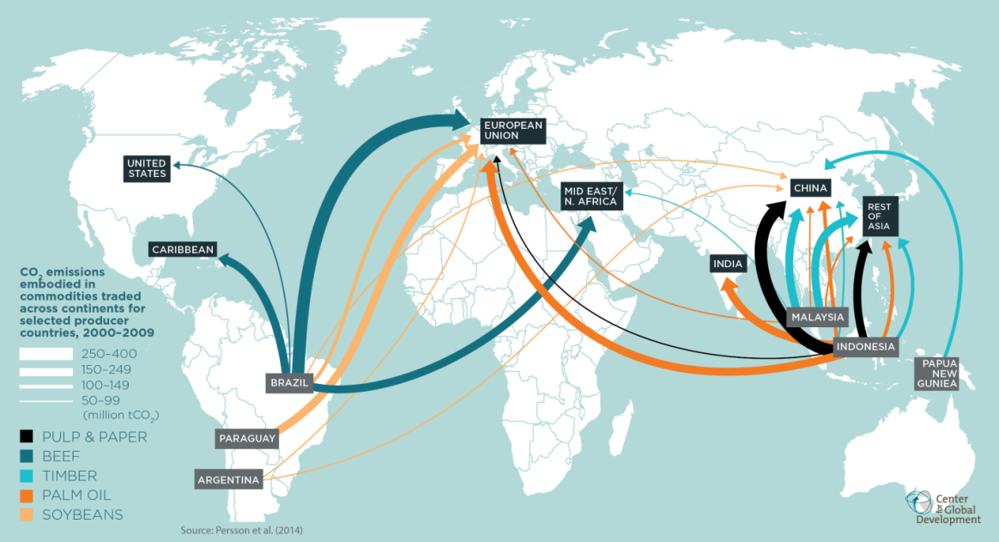 EUROPEAN
UNION
UNITED
STATES
CHINA
MID EAST/
N. AFRICA
REST
OF
ASIA
CARIBBEAN
INDIA
CO2 emissions
embodied in
commodities traded
across continents for
selected producer
countries, 2000–2009
250–400
150–249
100–149
50–99
(million tCO2)
MALAYSIA
INDONESIA
PAPUA
NEW
GUNIEA
BRAZIL
PARAGUAY
ARGENTINA
PULP & PAPER
BEEF
TIMBER
PALM OIL
SOYBEANS
Source: Persson et al. (2014)
Center
for Global
Development